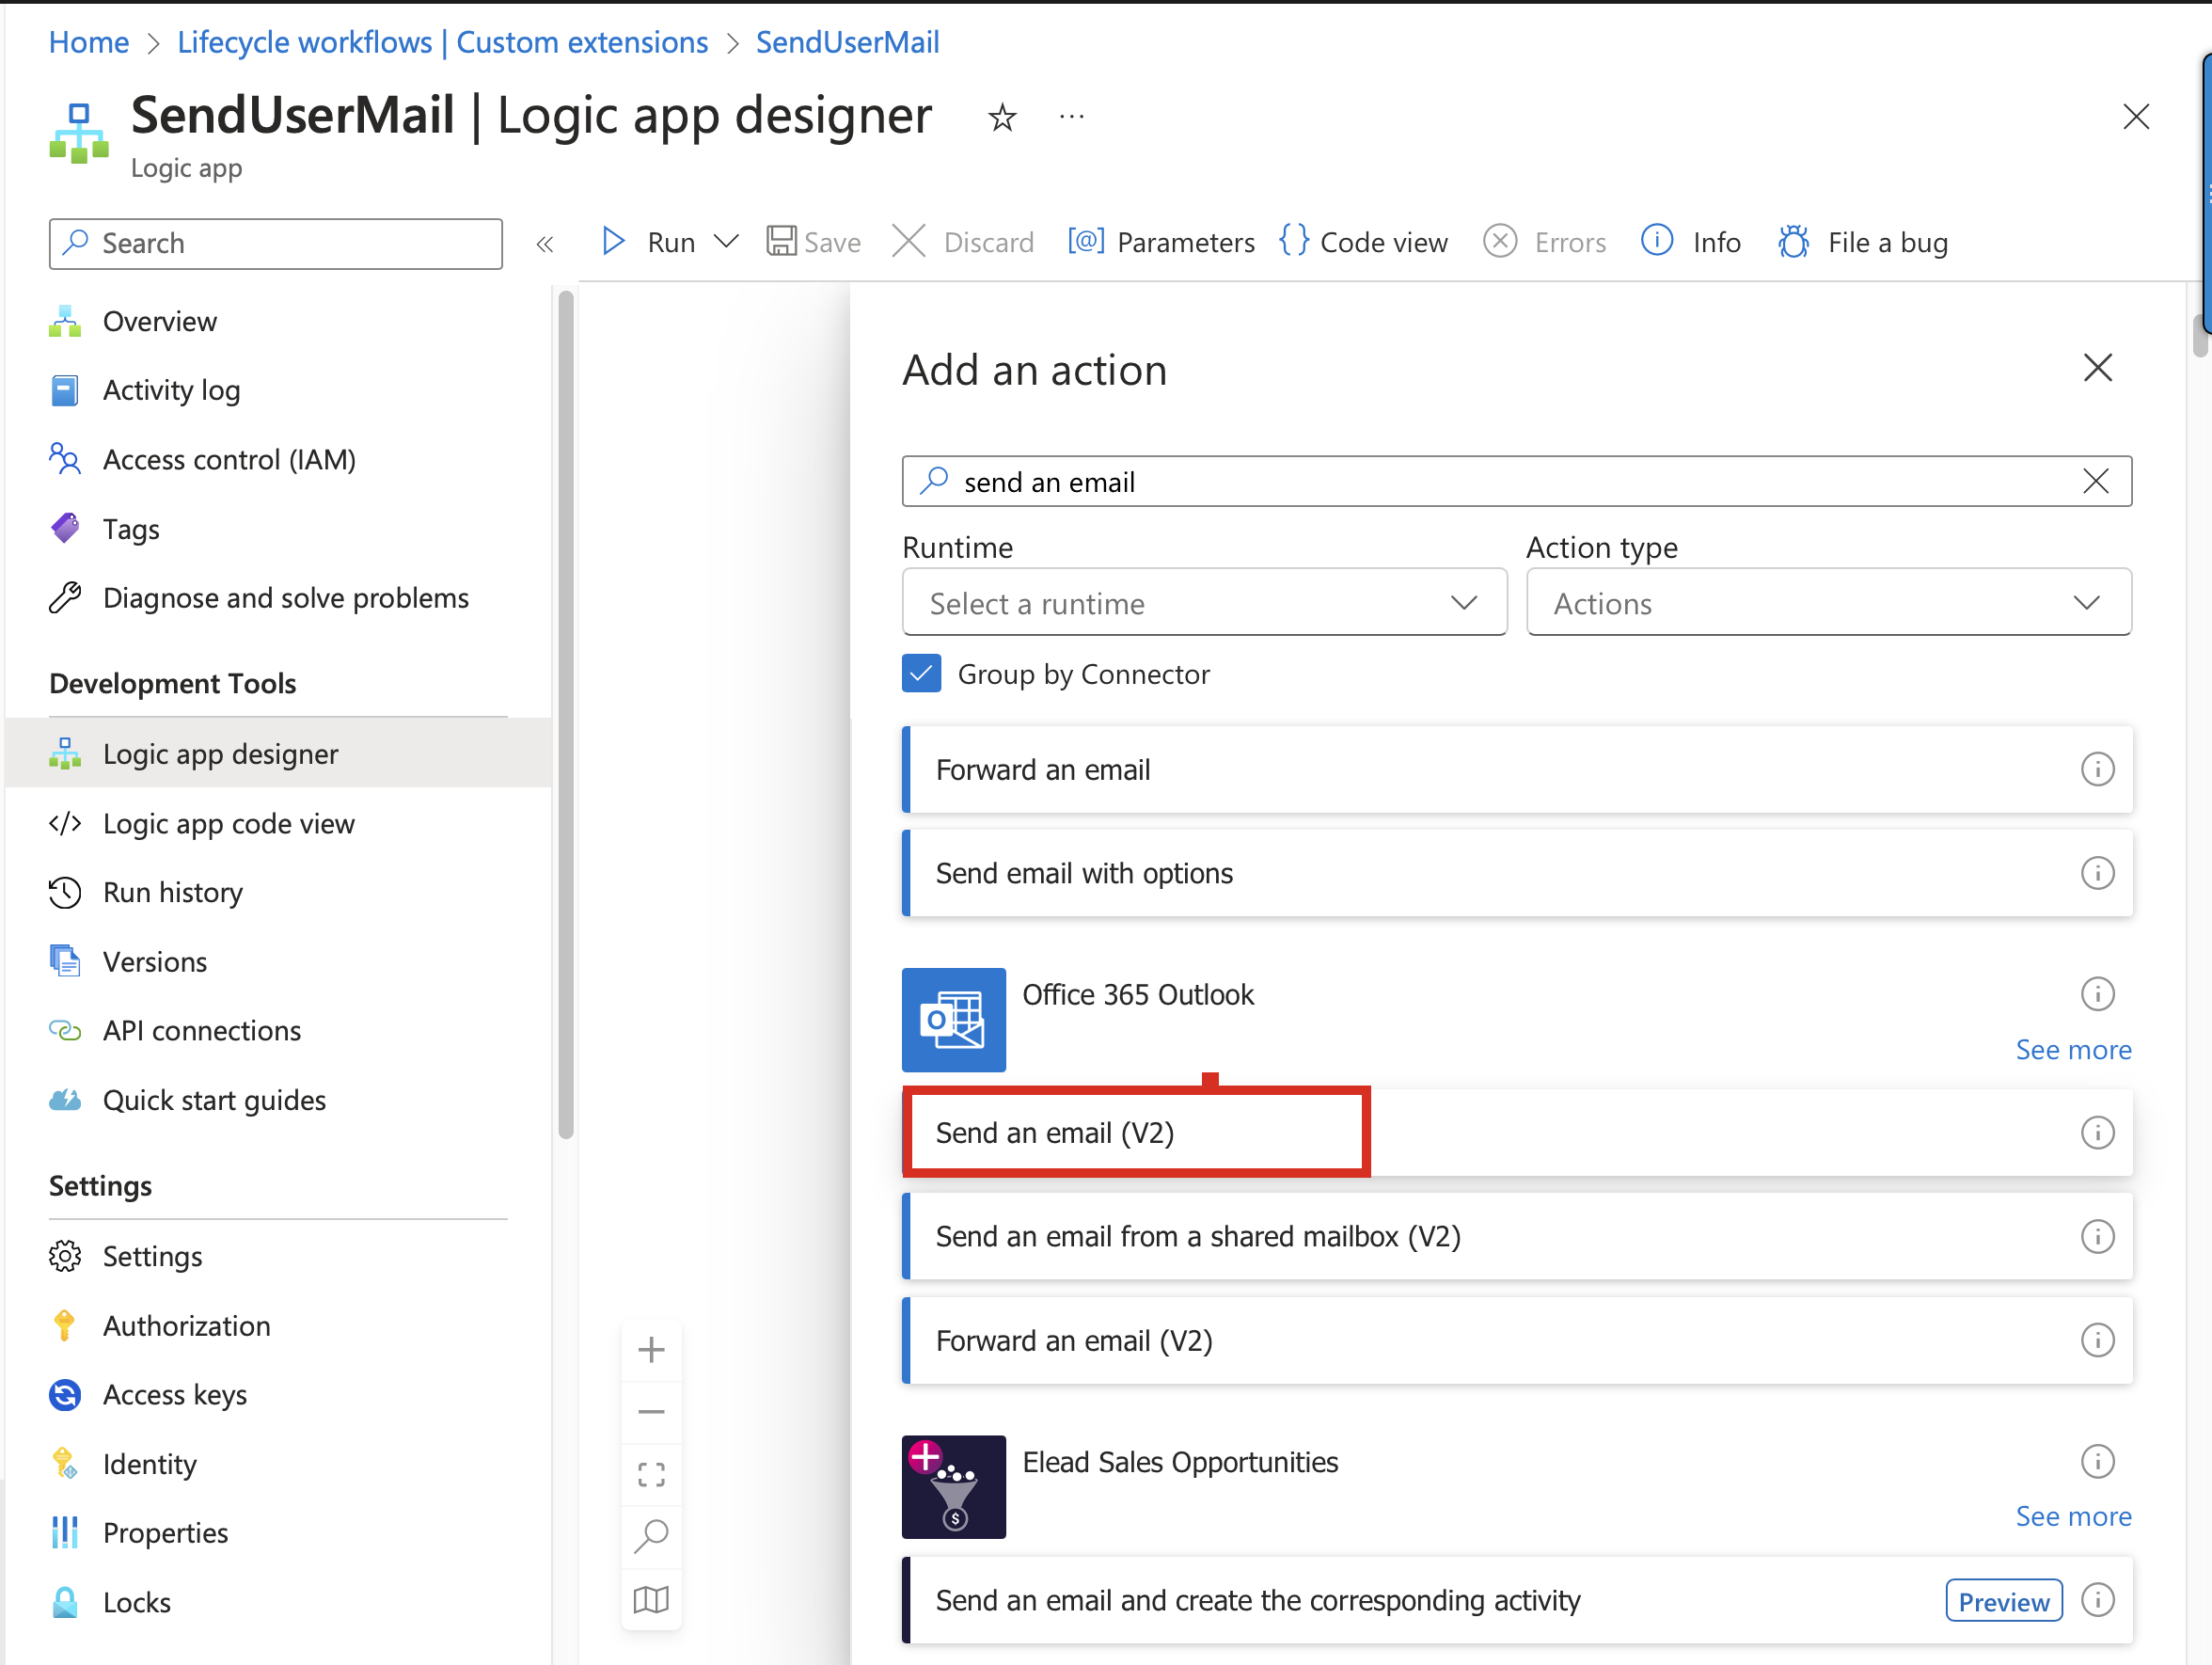 Home > Lifecycle workflows | Custom extensions > SendUserMail
SendUserMail | Logic app designer
Logic app
Search
Run
Save
Discard
[@] Parameters
{} Code view
Errors
Info
File a bug
Overview
Activity log
Access control (IAM)
Tags
Diagnose and solve problems
Development Tools
Logic app designer
Logic app code view
Run history
Versions
API connections
Quick start guides
Settings
Settings
Authorization
Access keys
Identity
Properties
Locks
Add an action
send an email
Runtime
Action type
Select a runtime
Actions
Group by Connector
Forward an email
Send email with options
Office 365 Outlook
See more
Send an email (V2)
Send an email from a shared mailbox (V2)
Forward an email (V2)
Elead Sales Opportunities
See more
Send an email and create the corresponding activity
Preview